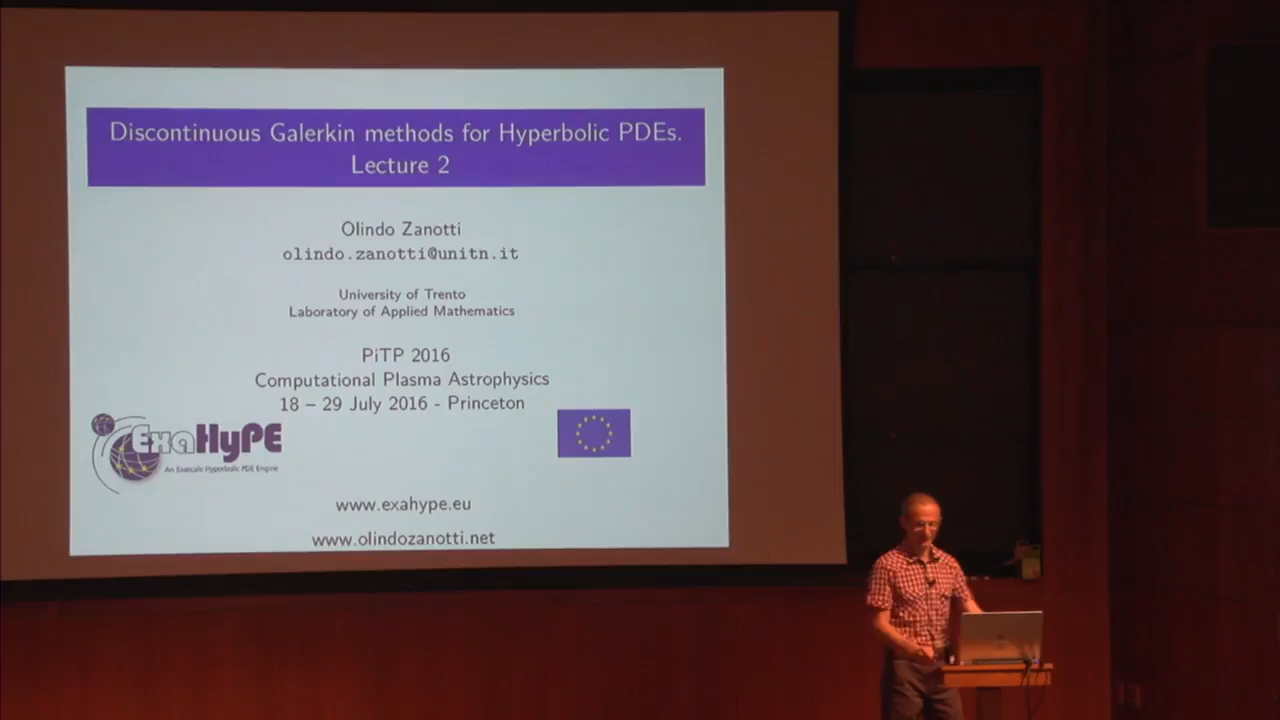 Discontinuous Galerkin methods for Hyperbolic PDEs.
Lecture 2
Olindo Zanotti
olindo.zanotti@unitn.it
University of Trento
Laboratory of Applied Mathematics
PiTP 2016
Computational Plasma Astrophysics
18 – 29 July 2016 - Princeton
ExaHyPE
An Exascale Hyperbolic PDE Engine
www.exahype.eu
www.olindozanotti.net